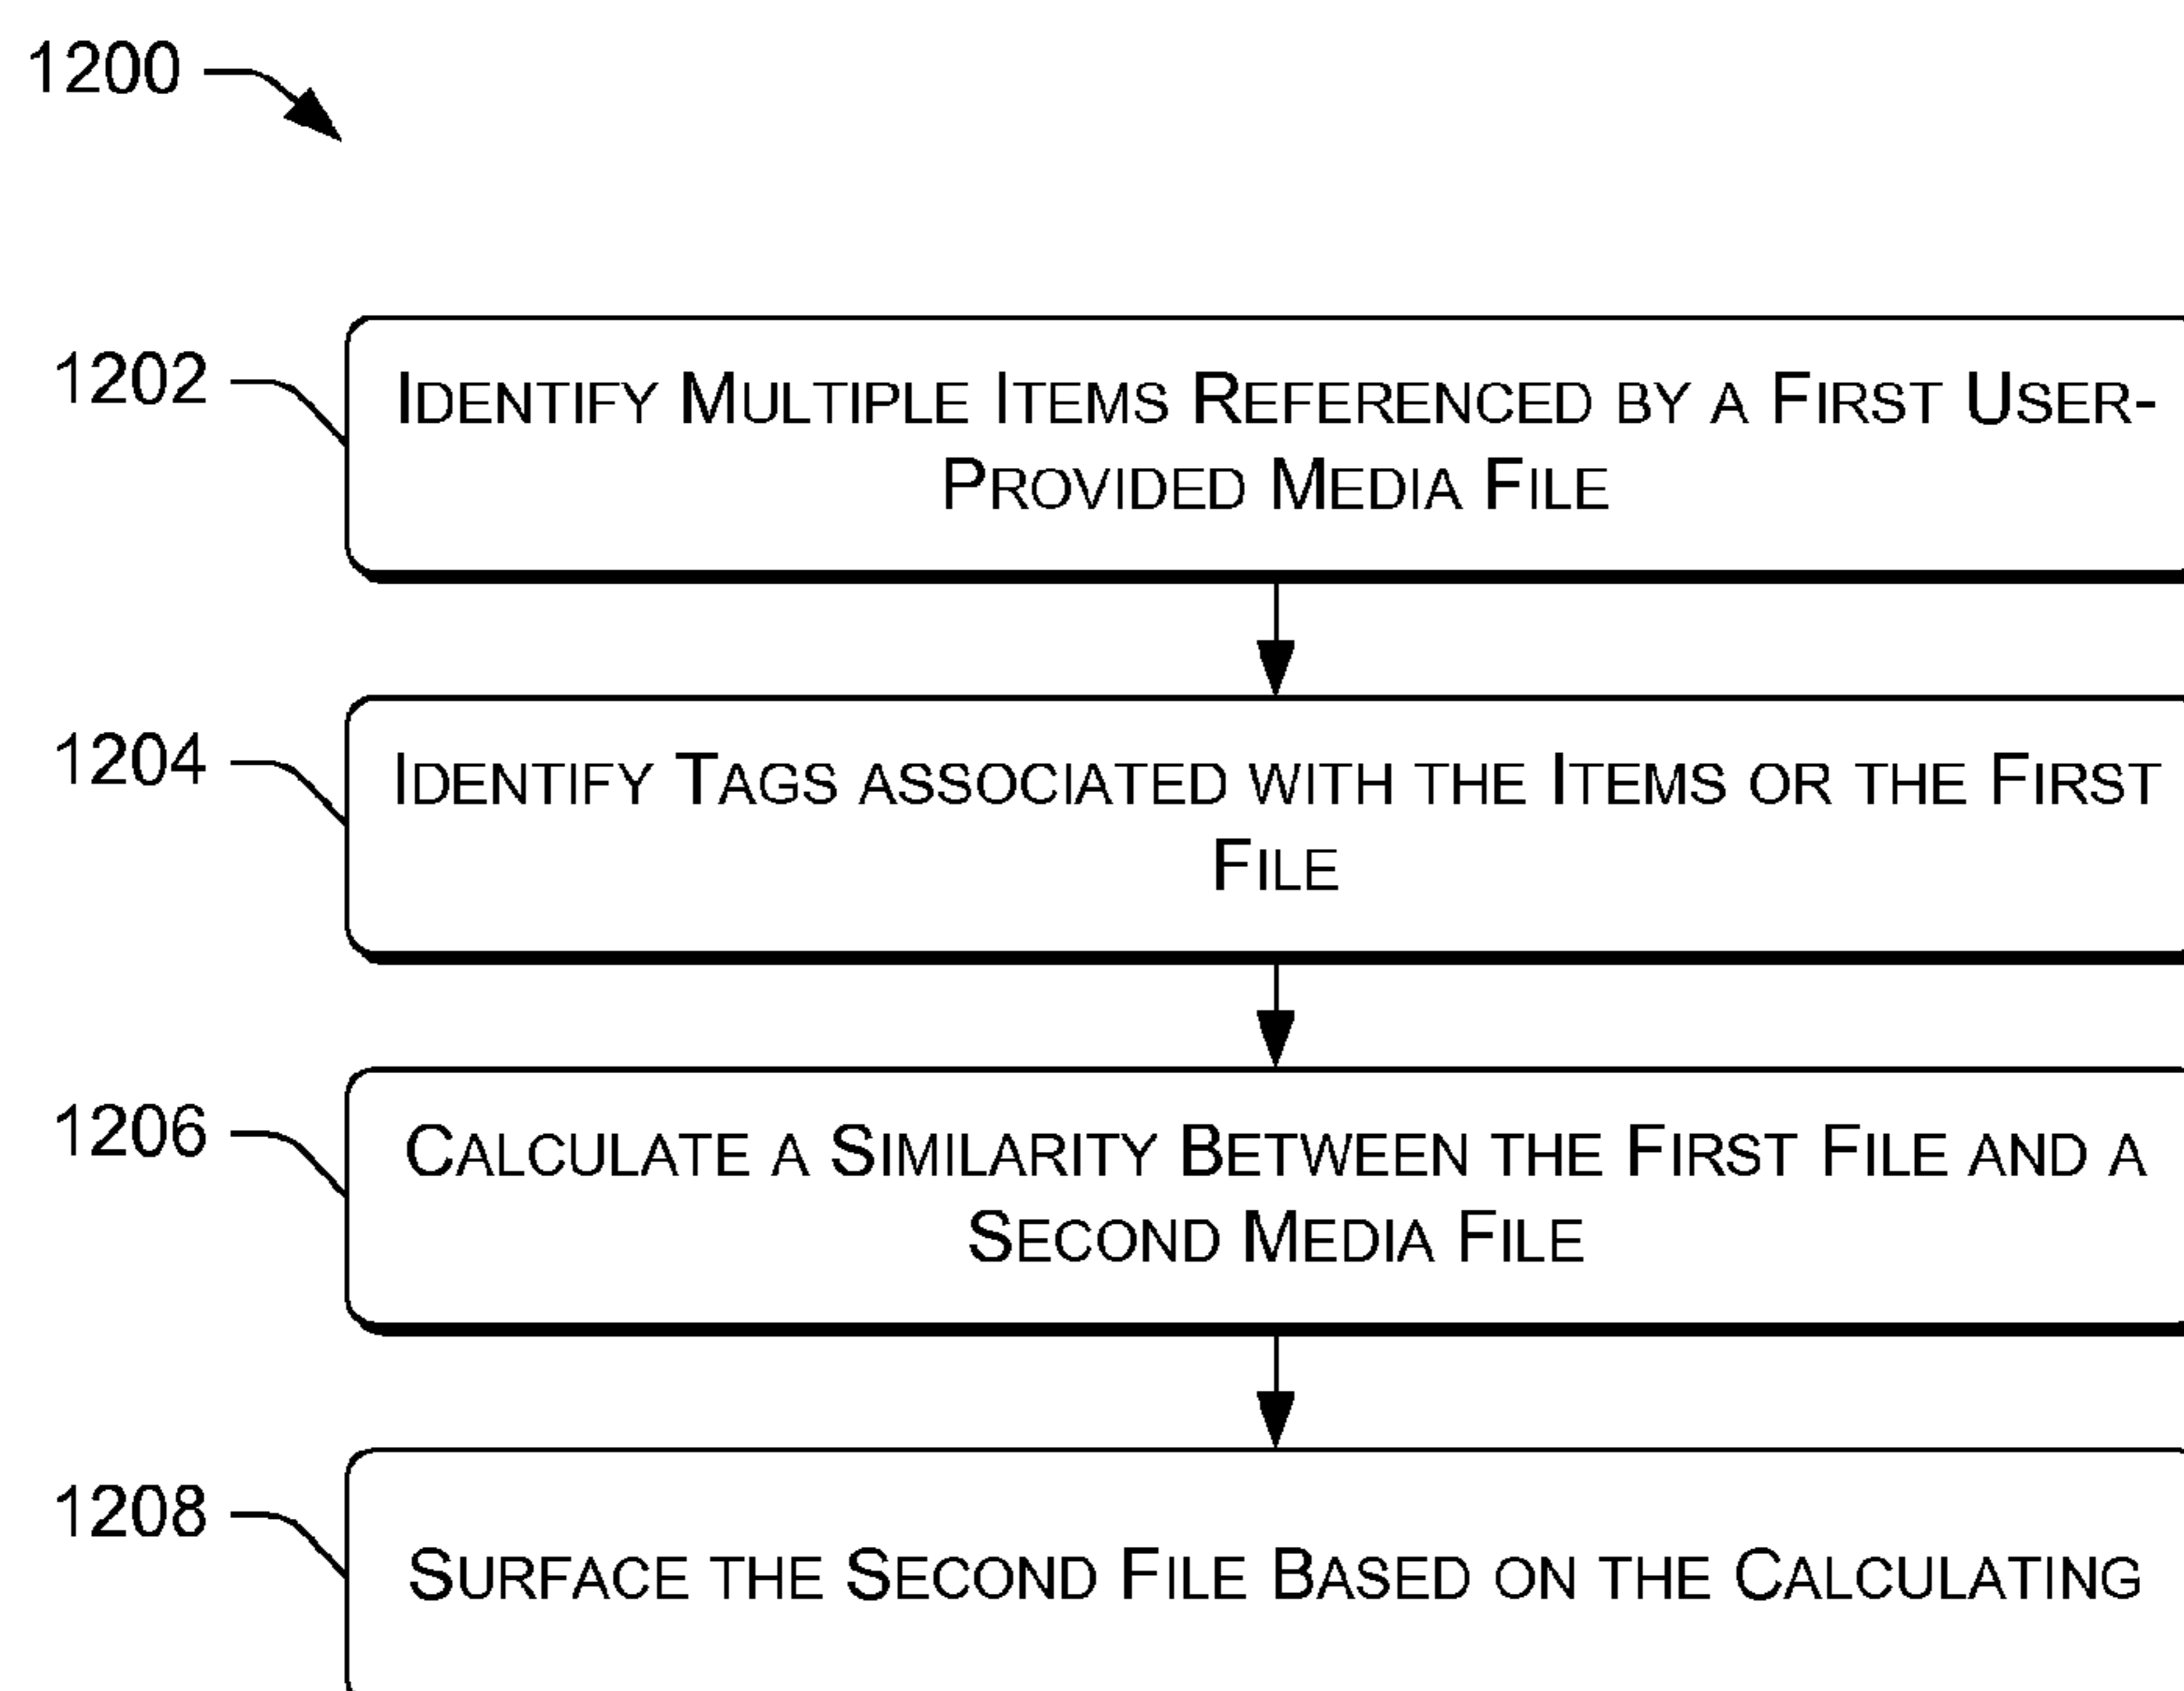 1200
1202
IDENTIFY MULTIPLE ITEMS REFERENCED BY A FIRST USER-
PROVIDED MEDIA FILE
1204
IDENTIFY TAGS ASSOCIATED WITH THE ITEMS OR THE FIRST
FILE
1206
CALCULATE A SIMILARITY BETWEEN THE FIRST FILE AND A
SECOND MEDIA FILE
1208
SURFACE THE SECOND FILE BASED ON THE CALCULATING